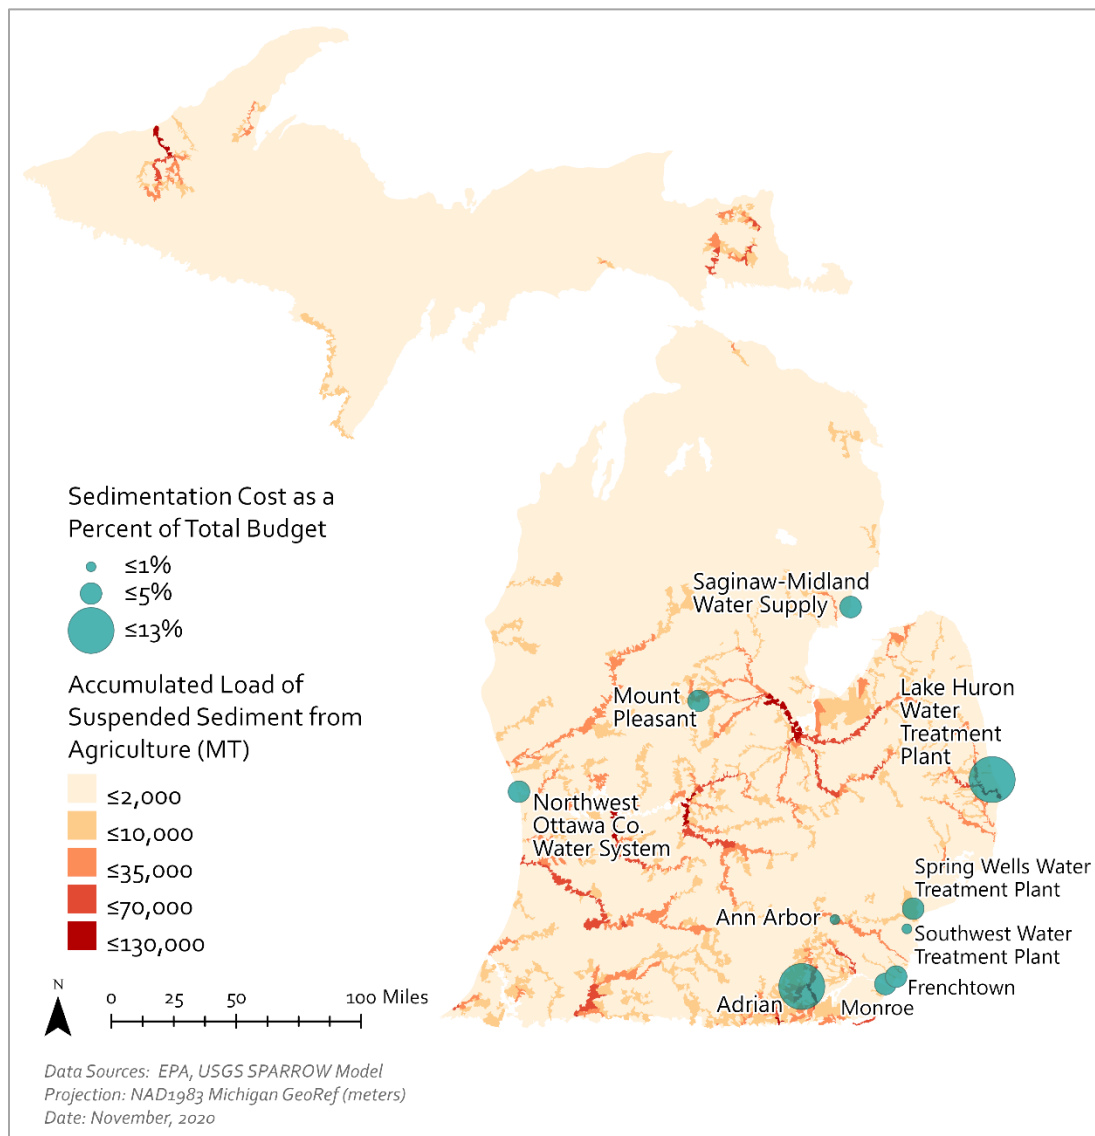 Sedimentation Cost as a
Percent of Total Budget
≤1%
≤5%
≤13%
Accumulated Load of
Suspended Sediment from
Agriculture (MT)
≤2,000
≤10,000
≤35,000
≤70,000
≤130,000
Saginaw-Midland
Water Supply
Mount
Pleasant
Lake Huron
Water
Treatment
Plant
Northwest
Ottawa Co.
Water System
Spring Wells Water
Treatment Plant
Ann Arbor
Southwest Water
Treatment Plant
Frenchtown
Adrian
Monroe
N
0 25 50 100 Miles
Data Sources: EPA, USGS SPARROW Model
Projection: NAD1983 Michigan GeoRef (meters)
Date: November, 2020